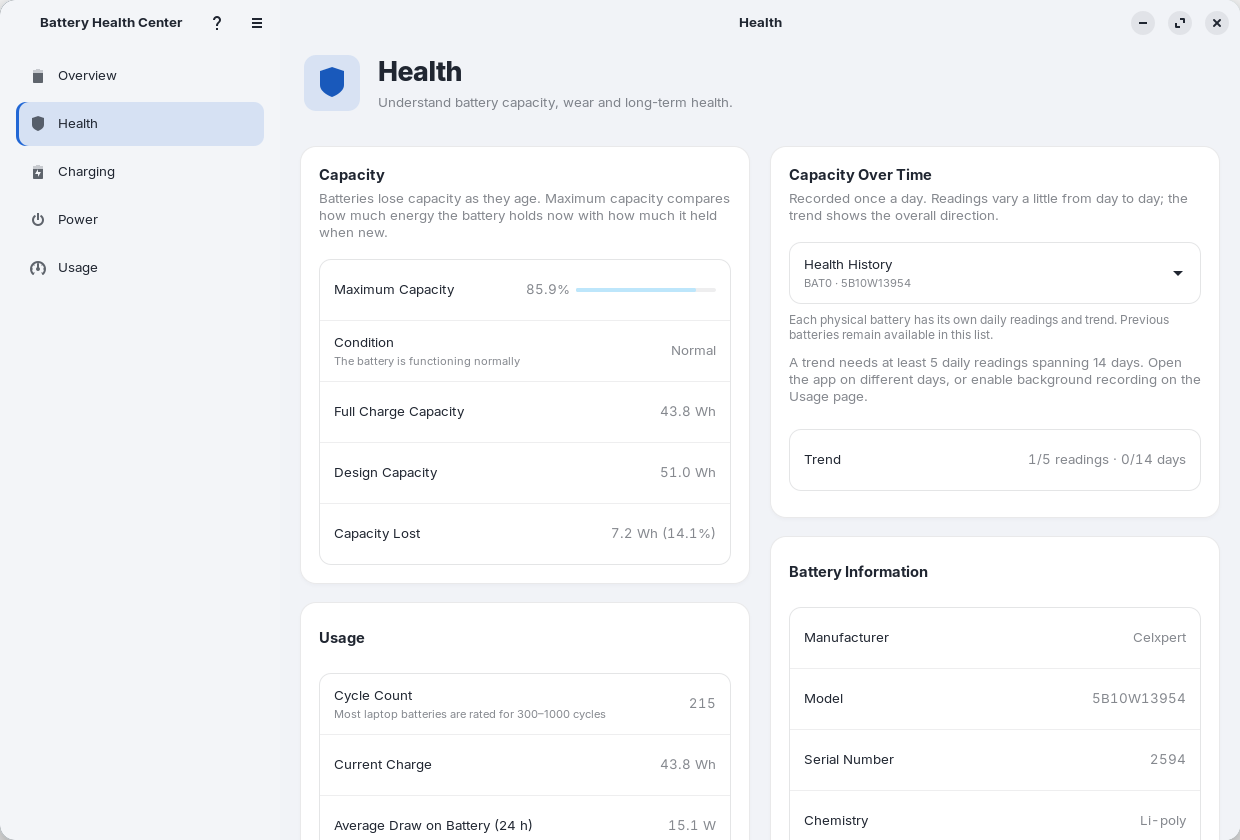 Battery Health Center
?
Health
Overview
Health
Charging
Power
Usage
Health
Understand battery capacity, wear and long-term health.
Capacity
Batteries lose capacity as they age. Maximum capacity compares
how much energy the battery holds now with how much it held
when new.
Maximum Capacity 85.9%
Condition
The battery is functioning normally
Normal
Full Charge Capacity 43.8 Wh
Design Capacity 51.0 Wh
Capacity Lost 7.2 Wh (14.1%)
Usage
Cycle Count
Most laptop batteries are rated for 300–1000 cycles
215
Current Charge 43.8 Wh
Average Draw on Battery (24 h) 15.1 W
Capacity Over Time
Recorded once a day. Readings vary a little from day to day; the
trend shows the overall direction.
Health History
BAT0 · 5B10W13954
Each physical battery has its own daily readings and trend. Previous
batteries remain available in this list.
A trend needs at least 5 daily readings spanning 14 days. Open
the app on different days, or enable background recording on the
Usage page.
Trend 1/5 readings · 0/14 days
Battery Information
Manufacturer Celxpert
Model 5B10W13954
Serial Number 2594
Chemistry Li-poly